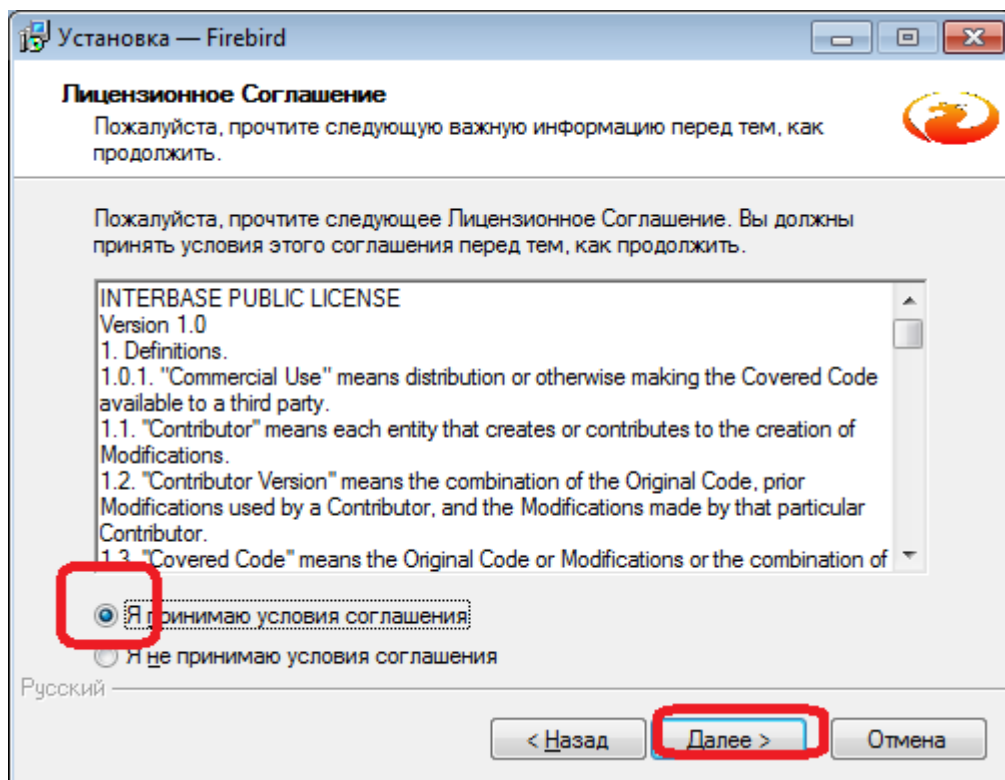 Установка — Firebird
Лицензионное Соглашение
Пожалуйста, прочтите следующую важную информацию перед тем, как
продолжить.
Пожалуйста, прочтите следующее Лицензионное Соглашение. Вы должны
принять условия этого соглашения перед тем, как продолжить.
INTERBASE PUBLIC LICENSE
Version 1.0
1. Definitions.
1.0.1. "Commercial Use" means distribution or otherwise making the Covered Code
available to a third party.
1.1. "Contributor" means each entity that creates or contributes to the creation of
Modifications.
1.2. "Contributor Version" means the combination of the Original Code, prior
Modifications used by a Contributor, and the Modifications made by that particular
Contributor.
1.3. "Covered Code" means the Original Code or Modifications or the combination of
Я принимаю условия соглашения
Я не принимаю условия соглашения
Русский
< Назад Далее > Отмена